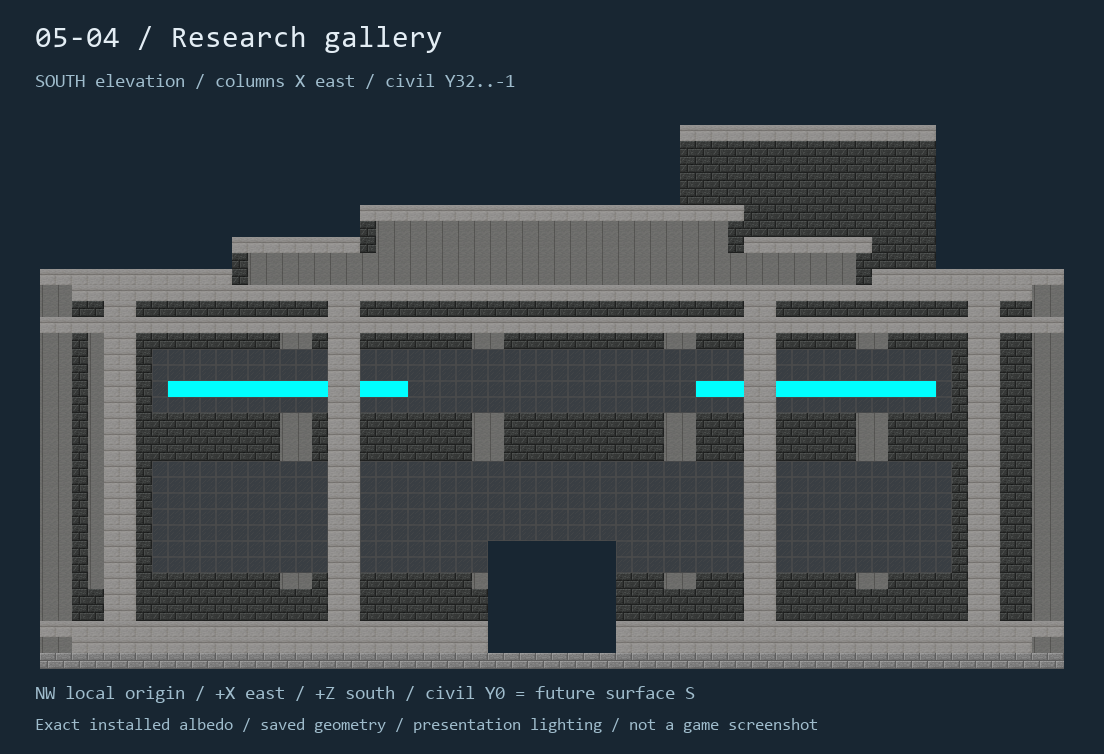 05-04 / Research gallery
SOUTH elevation / columns X east / civil Y32..-1
NW local origin / +X east / +Z south / civil Y0 = future surface S
Exact installed albedo / saved geometry / presentation lighting / not a game screenshot